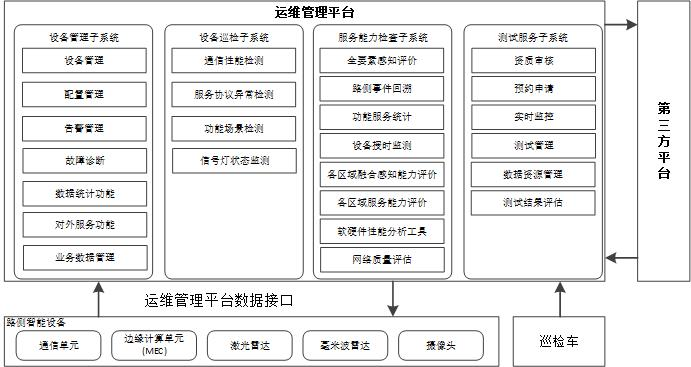 运维管理平台
设备管理子系统
设备管理
配置管理
告警管理
故障诊断
数据统计功能
对外服务功能
业务数据管理
设备巡检子系统
通信性能检测
服务协议异常检测
功能场景检测
信号灯状态监测
服务能力检查子系统
全要素感知评价
路侧事件回溯
功能服务统计
设备授时监测
各区域融合感知能力评价
各区域服务能力评价
软硬件性能分析工具
网络质量评估
测试服务子系统
资质审核
预约申请
实时监控
测试管理
数据资源管理
测试结果评估
第三方平台
运维管理平台数据接口
路侧智能设备
通信单元
边缘计算单元
(MEC)
激光雷达
毫米波雷达
摄像头
巡检车